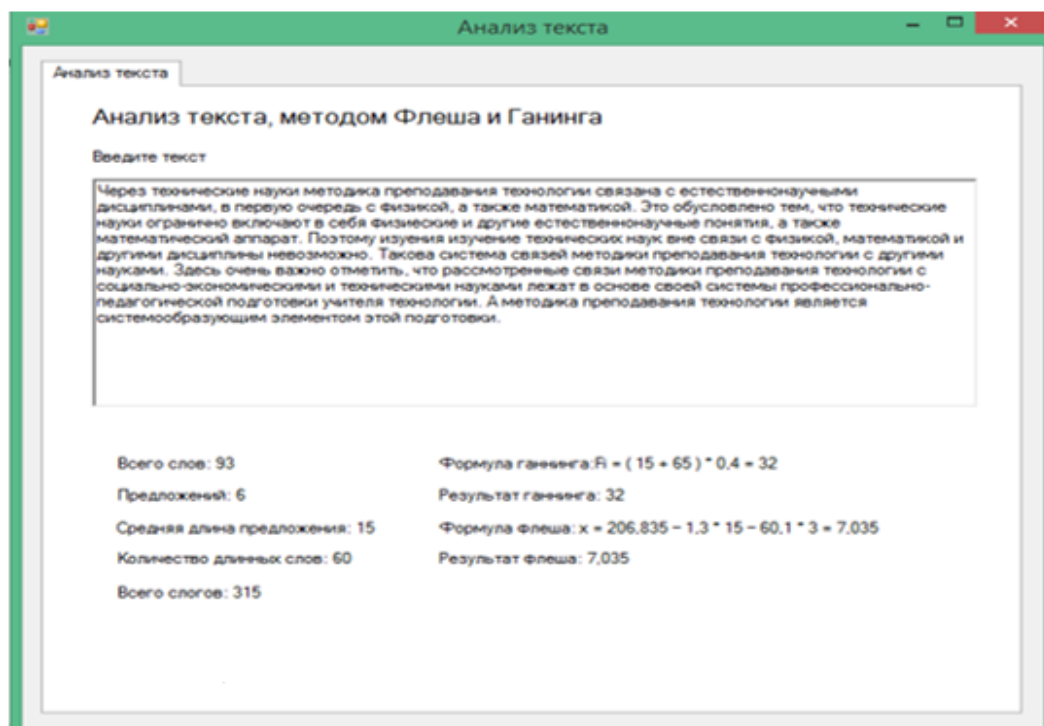 Анализ текста
Анализ текста
Анализ текста, методом Флеша и Ганинга
Введите текст
Через технические науки методика преподавания технологии связана с естественнонаучными
дисциплинами, в первую очередь с физикой, а также математикой. Это обусловлено тем, что технические
науки огранично включают в себя физиеские и другие естественнонаучные понятия, а также
математический аппарат. Поэтому изуения изучение технических наук вне связи с физикой, математикой и
другими дисциплины невозможно. Такова система связей методики преподавания технологии с другими
науками. Здесь очень важно отметить, что рассмотренные связи методики преподавания технологии с
социально-экономическими и техническими науками лежат в основе своей системы профессионально-
педагогической подготовки учителя технологии. А методика преподавания технологии является
системообразующим элементом этой подготовки.
Всего слов: 93
Формула ганнинга:Fi = ( 15 + 65 ) * 0,4 = 32
Предложений: 6
Результат ганнинга: 32
Средняя длина предложения: 15
Формула флеша: x = 206,835 – 1,3 * 15 – 60,1 * 3 = 7,035
Количество длинных слов: 60
Результат флеша: 7,035
Всего слогов: 315